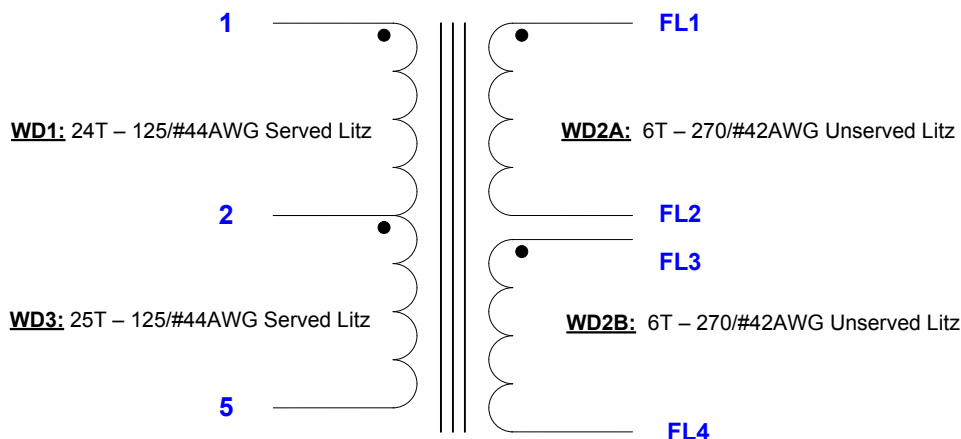 1
FL1
WD1: 24T – 125/#44AWG Served Litz
WD2A: 6T – 270/#42AWG Unserved Litz
2
FL2
FL3
WD3: 25T – 125/#44AWG Served Litz
WD2B: 6T – 270/#42AWG Unserved Litz
5
FL4